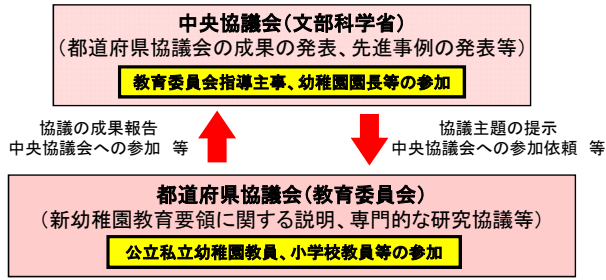 中央協議会(文部科学省)
(都道府県協議会の成果の発表、先進事例の発表等)
教育委員会指導主事、幼稚園園長等の参加
協議の成果報告
中央協議会への参加 等
協議主題の提示
中央協議会への参加依頼 等
都道府県協議会(教育委員会)
(新幼稚園教育要領に関する説明、専門的な研究協議等)
公立私立幼稚園教員、小学校教員等の参加